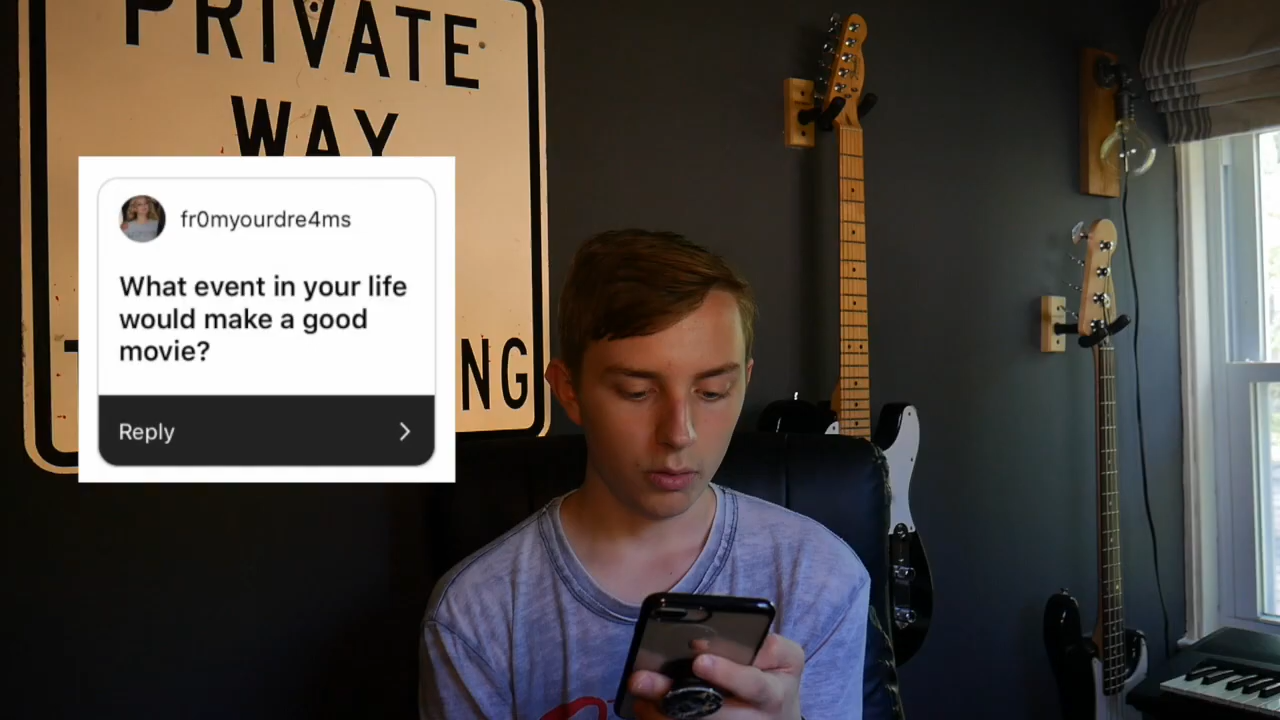 PRIVATE
WAY
NG
fr0myourdre4ms
What event in your life
would make a good
movie?
Reply